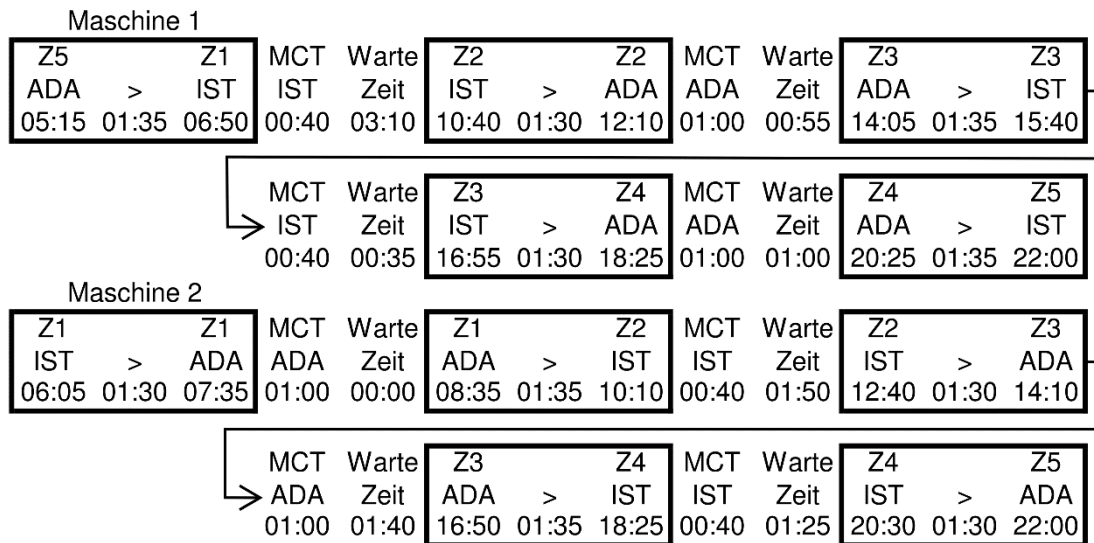 Maschine 1
Z5 Z1 MCT Warte Z2 Z2 MCT Warte Z3 Z3
ADA > IST IST Zeit IST > ADA ADA Zeit ADA > IST
05:15 01:35 06:50 00:40 03:10 10:40 01:30 12:10 01:00 00:55 14:05 01:35 15:40
MCT Warte Z3 Z4 MCT Warte Z4 Z5
IST Zeit IST > ADA ADA Zeit ADA > IST
00:40 00:35 16:55 01:30 18:25 01:00 01:00 20:25 01:35 22:00
Maschine 2
Z1 Z1 MCT Warte Z1 Z2 MCT Warte Z2 Z3
IST > ADA ADA Zeit ADA > IST IST Zeit IST > ADA
06:05 01:30 07:35 01:00 00:00 08:35 01:35 10:10 00:40 01:50 12:40 01:30 14:10
MCT Warte Z3 Z4 MCT Warte Z4 Z5
ADA Zeit ADA > IST IST Zeit IST > ADA
01:00 01:40 16:50 01:35 18:25 00:40 01:25 20:30 01:30 22:00